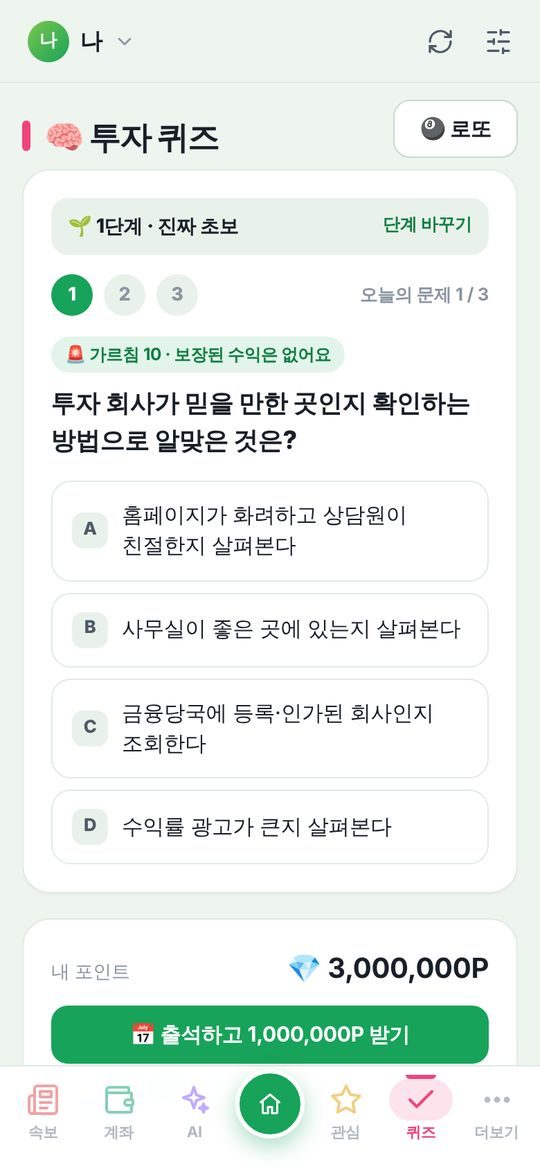 나 나
🧠 투자 퀴즈
🎱 로또
🌱 1단계 · 진짜 초보
단계 바꾸기
1 2 3
오늘의 문제 1 / 3
🚨 가르침 10 · 보장된 수익은 없어요
투자 회사가 믿을 만한 곳인지 확인하는
방법으로 알맞은 것은?
A 홈페이지가 화려하고 상담원이
친절한지 살펴본다
B 사무실이 좋은 곳에 있는지 살펴본다
C 금융당국에 등록·인가된 회사인지
조회한다
D 수익률 광고가 큰지 살펴본다
내 포인트
💎 3,000,000P
📅 출석하고 1,000,000P 받기
속보 계좌 AI 관심 퀴즈 더보기